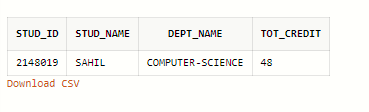 STUD_ID STUD_NAME DEPT_NAME TOT_CREDIT
2148019 SAHIL COMPUTER-SCIENCE 48
Download CSV